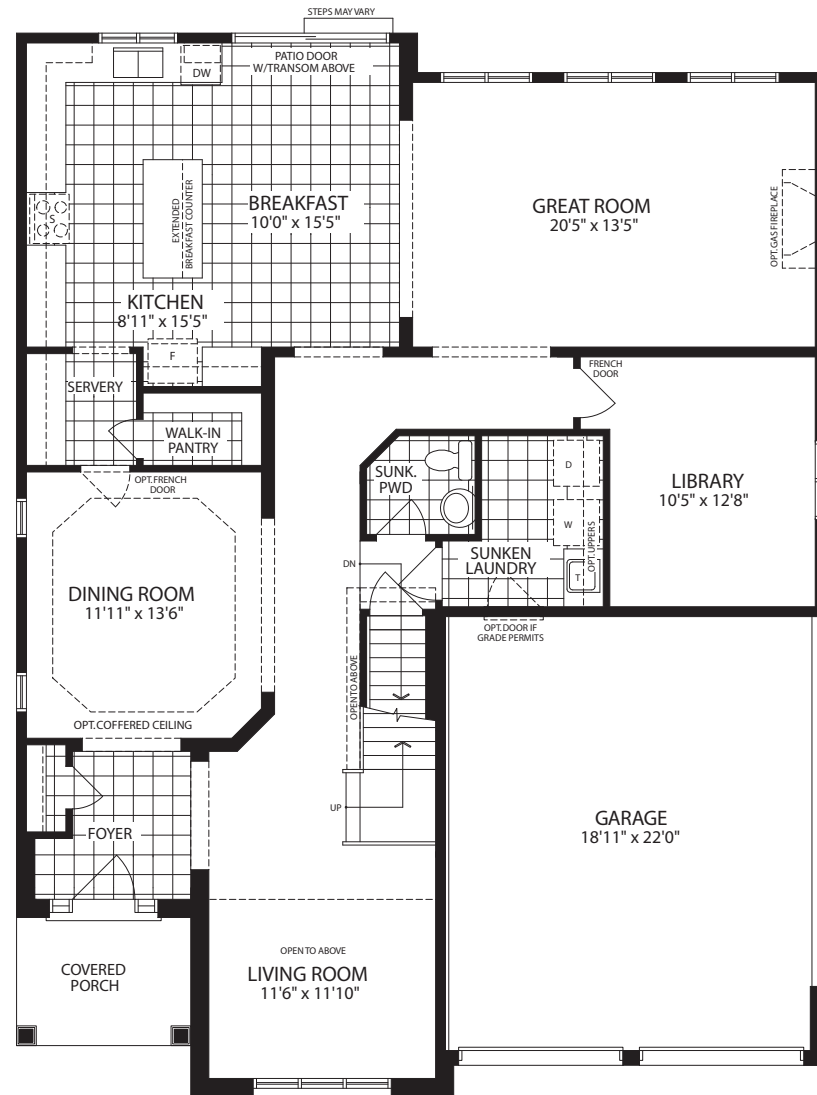 STEPS MAY VARY
PATIO DOOR
W/TRANSOM ABOVE
DW
BREAKFAST
10'0" x 15'5"
GREAT ROOM
20'5" x 13'5"
OPT. GAS FIREPLACE
S
EXTENDED
BREAKFAST COUNTER
KITCHEN
8'11" x 15'5"
F
SERVERY
WALK-IN
PANTRY
FRENCH
DOOR
OPT. FRENCH
DOOR
SUNK.
PWD
D
W
T
OPT. UPPERS
LIBRARY
10'5" x 12'8"
SUNKEN
LAUNDRY
DN
DINING ROOM
11'11" x 13'6"
OPT. DOOR IF
GRADE PERMITS
OPEN TO ABOVE
OPT. COFFERED CEILING
UP
FOYER
GARAGE
18'11" x 22'0"
OPEN TO ABOVE
LIVING ROOM
11'6" x 11'10"
COVERED
PORCH